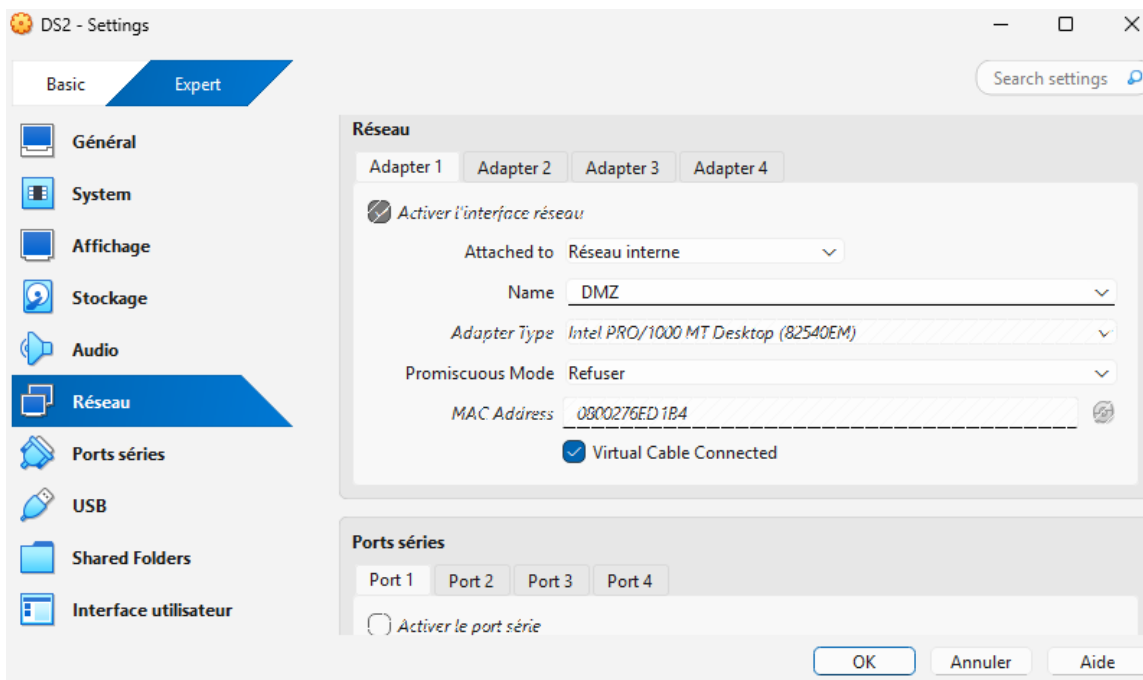 DS2 - Settings
Basic Expert
Search settings
Général
System
Affichage
Stockage
Audio
Réseau
Ports séries
USB
Shared Folders
Interface utilisateur
Réseau
Adapter 1 Adapter 2 Adapter 3 Adapter 4
Activer l'interface réseau
Attached to Réseau interne
Name DMZ
Adapter Type Intel PRO/1000 MT Desktop (82540EM)
Promiscuous Mode Refuser
MAC Address 0800276ED1B4
Virtual Cable Connected
Ports séries
Port 1 Port 2 Port 3 Port 4
Activer le port série
OK Annuler Aide